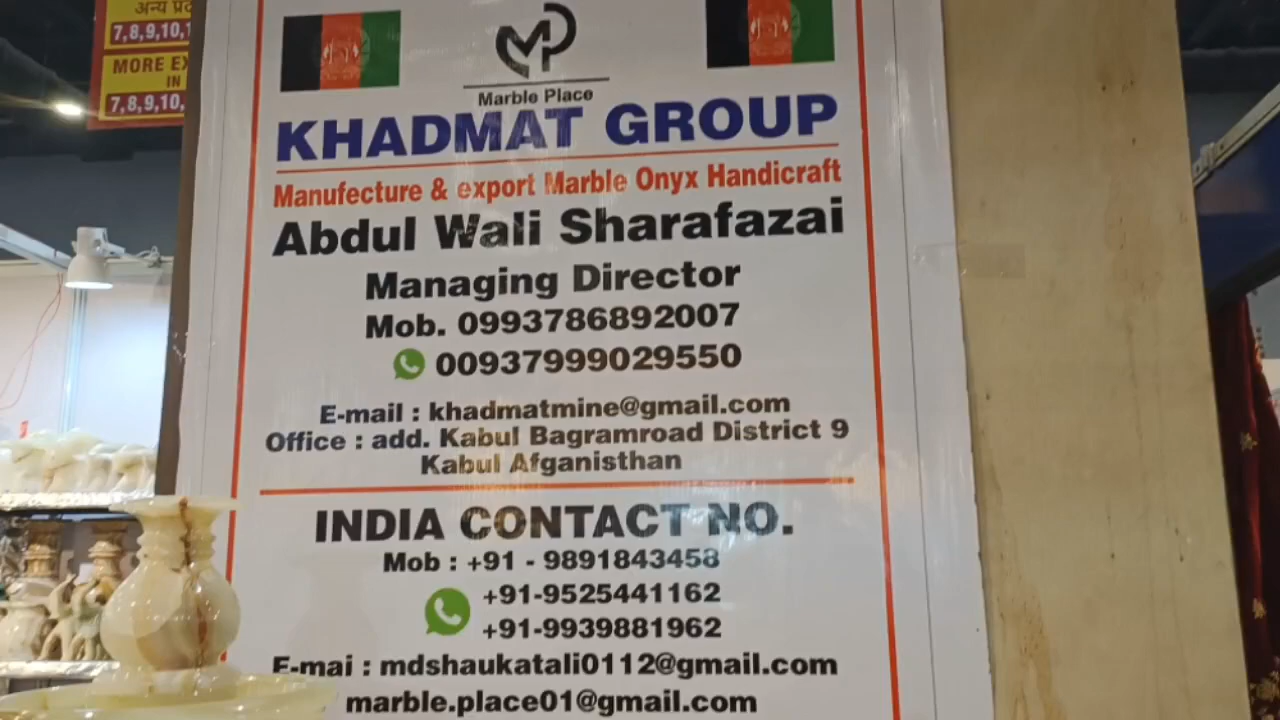 अन्य
7,8,9,10,1
MORE EX
IN
7,8,9,10,
MP
Marble Place
KHADMAT GROUP
Manufecture & export Marble Onyx Handicraft
Abdul Wali Sharafazai
Managing Director
Mob. 0993786892007
00937999029550
E-mail : khadmatmine@gmail.com
Office : add. Kabul Bagramroad District 9
Kabul Afganisthan
INDIA CONTACT NO.
Mob : +91 - 9891843458
+91-9525441162
+91-9939881962
E-mai : mdshaukatali0112@gmail.com
marble.place01@gmail.com